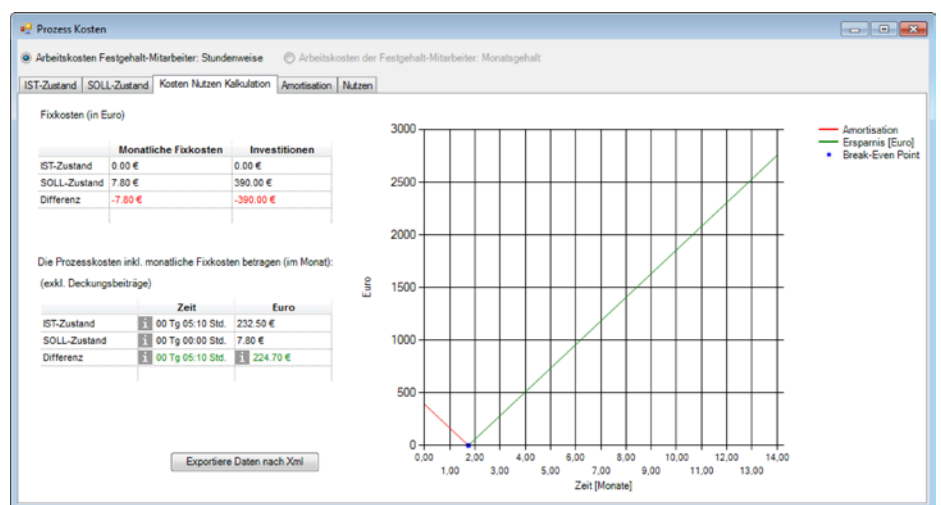 Prozess Kosten
Arbeitskosten Festgehalt-Mitarbeiter: Stundenweise Arbeitskosten der Festgehalt-Mitarbeiter: Monatsgehalt
IST-Zustand SOLL-Zustand Kosten Nutzen Kalkulation Amortisation Nutzen
Fixkosten (in Euro)
Monatliche Fixkosten Investitionen
IST-Zustand 0.00 € 0.00 €
SOLL-Zustand 7.80 € 390.00 €
Differenz -7.80 € -390.00 €
Die Prozesskosten inkl. monatliche Fixkosten betragen (im Monat):
(exkl. Deckungsbeiträge)
Zeit Euro
IST-Zustand i 00 Tg 05:10 Std. 232.50 €
SOLL-Zustand i 00 Tg 00:00 Std. 7.80 €
Differenz i 00 Tg 05:10 Std. i 224.70 €
Exportiere Daten nach Xml
3000
2500
2000
1500
1000
500
0
Euro
0,00 2,00 4,00 6,00 8,00 10,00 12,00 14,00
1,00 3,00 5,00 7,00 9,00 11,00 13,00
Zeit [Monate]
Amortisation
Ersparnis [Euro]
Break-Even Point